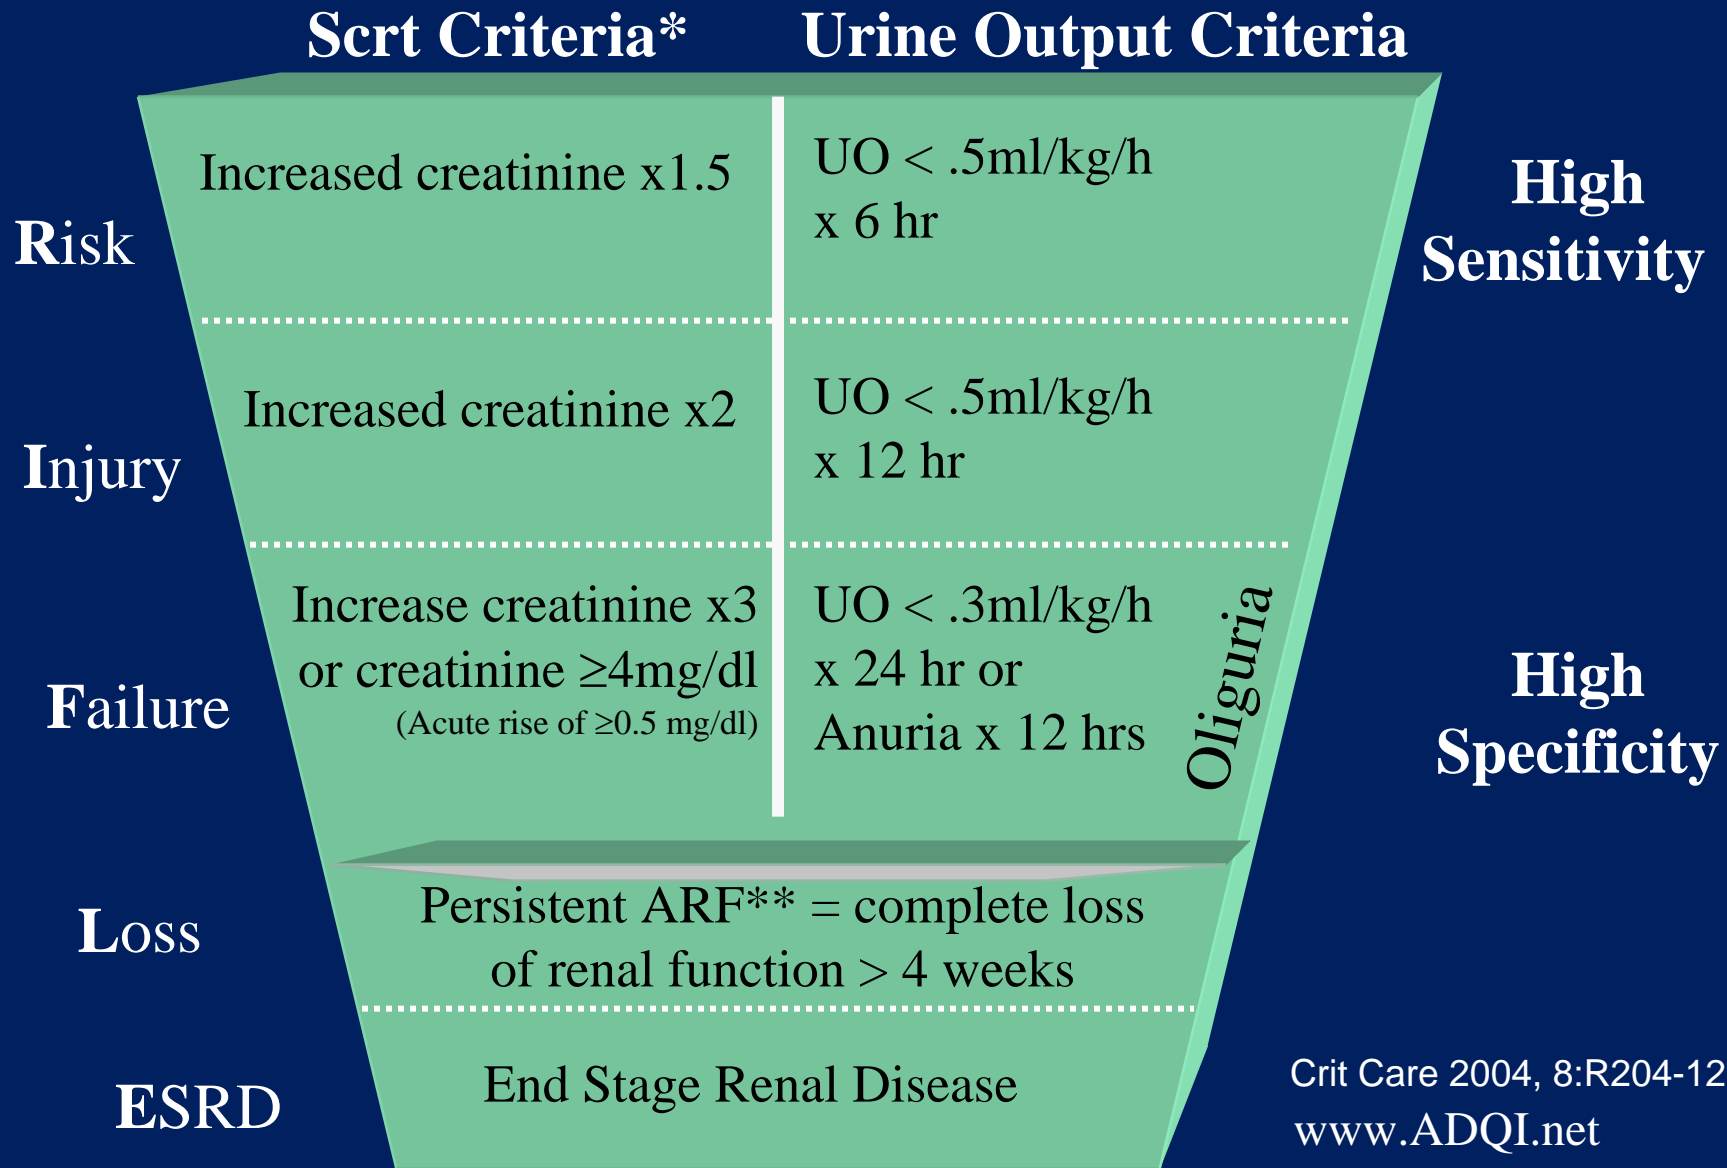 Scrt Criteria*
Urine Output Criteria
Risk
Increased creatinine x1.5
UO < .5ml/kg/h
x 6 hr
High
Sensitivity
Injury
Increased creatinine x2
UO < .5ml/kg/h
x 12 hr
Failure
Increase creatinine x3
or creatinine ≥4mg/dl
(Acute rise of ≥0.5 mg/dl)
UO < .3ml/kg/h
x 24 hr or
Anuria x 12 hrs
Oliguria
High
Specificity
Loss
Persistent ARF** = complete loss
of renal function > 4 weeks
ESRD
End Stage Renal Disease
Crit Care 2004, 8:R204-12
www.ADQI.net